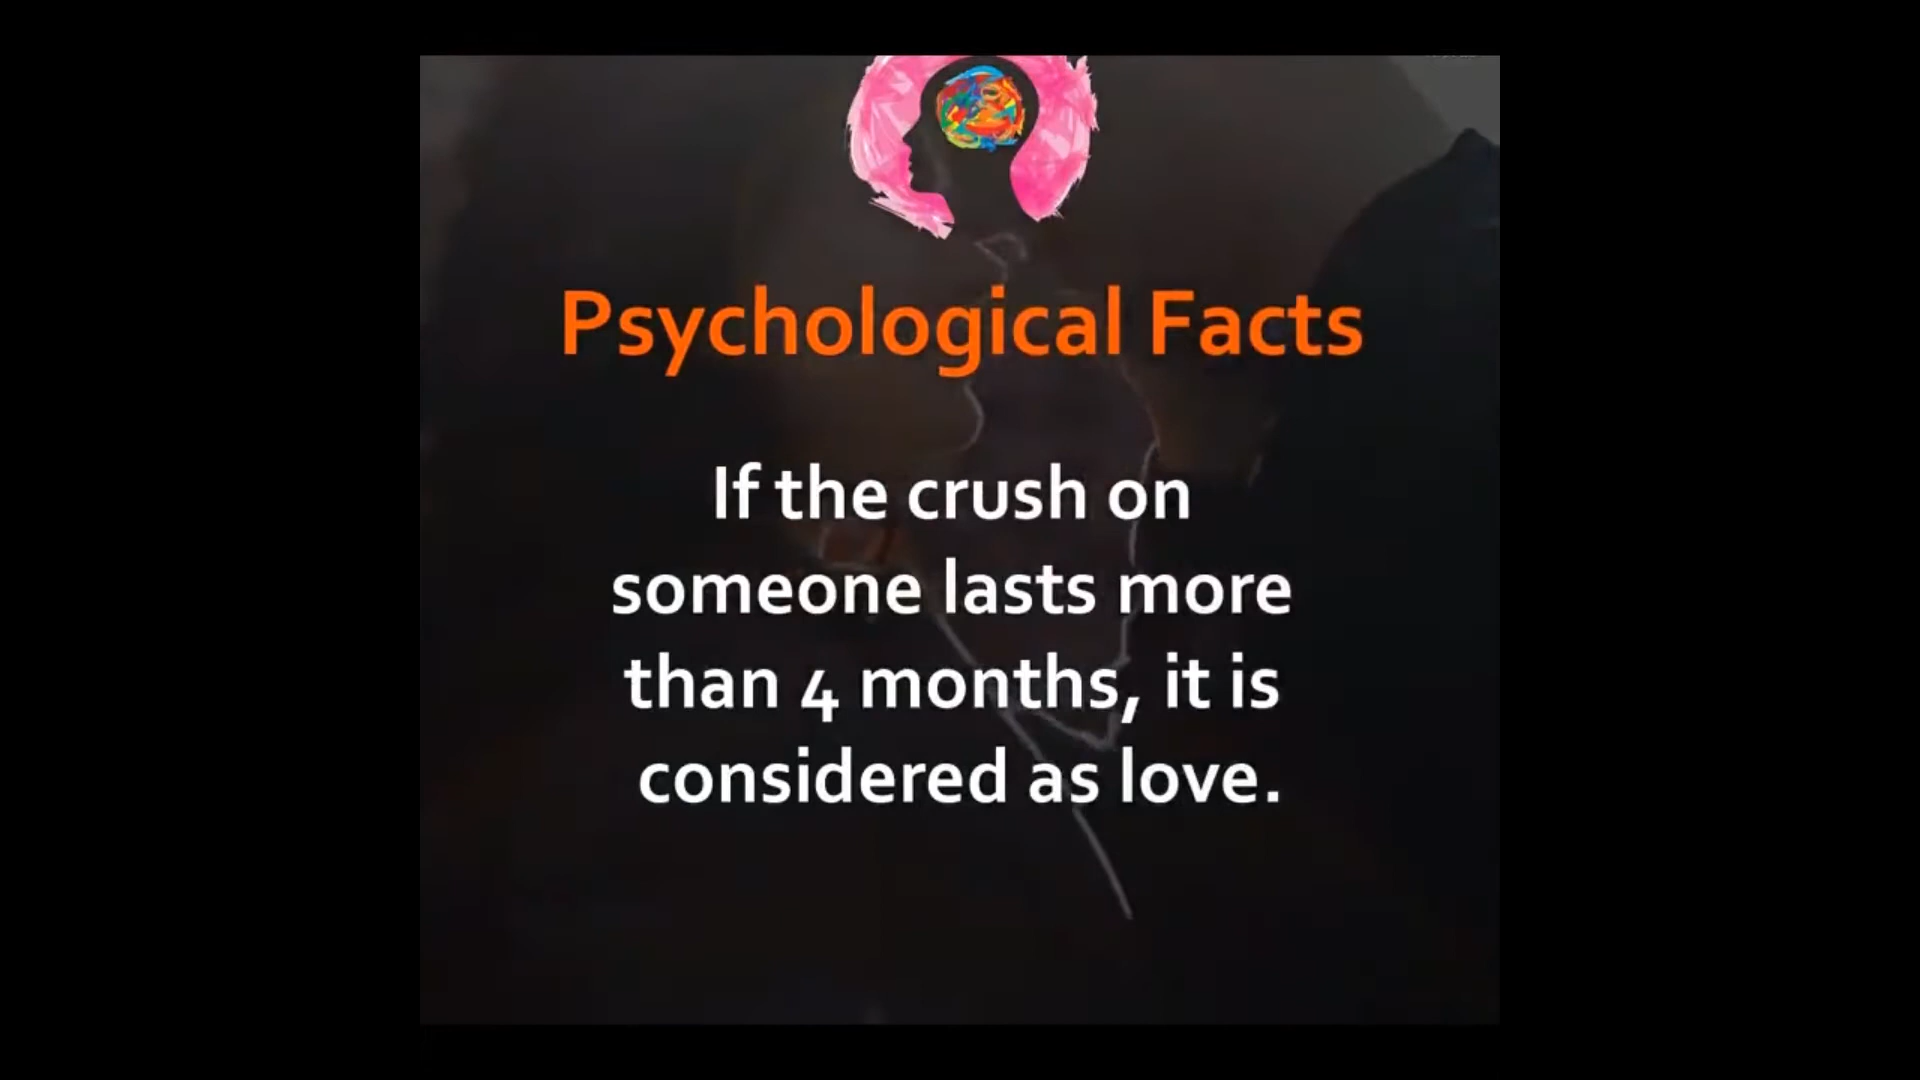 Psychological Facts
If the crush on
someone lasts more
than 4 months, it is
considered as love.